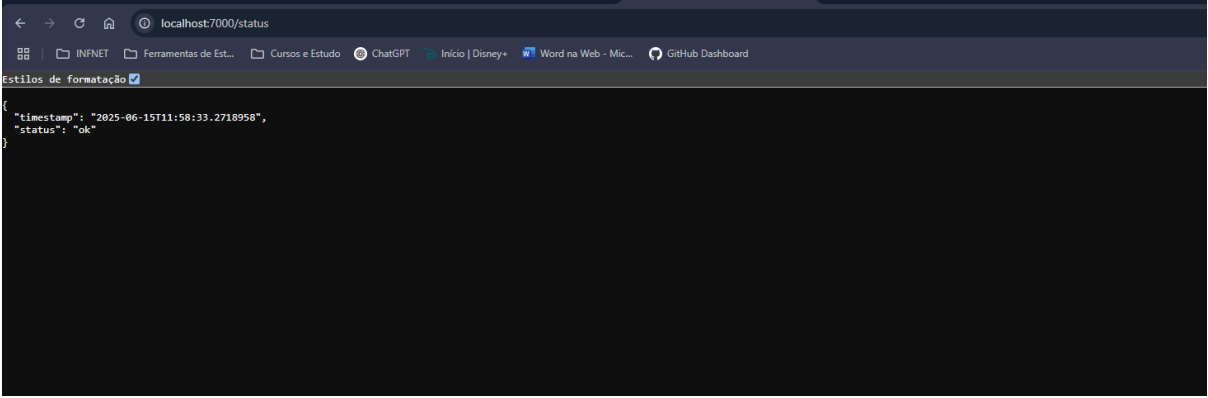 localhost:7000/status
INFNET Ferramentas de Est... Cursos e Estudo ChatGPT Início | Disney+ Word na Web - Mic... GitHub Dashboard
Estilos de formatação
{
"timestamp": "2025-06-15T11:58:33.2718958",
"status": "ok"
}